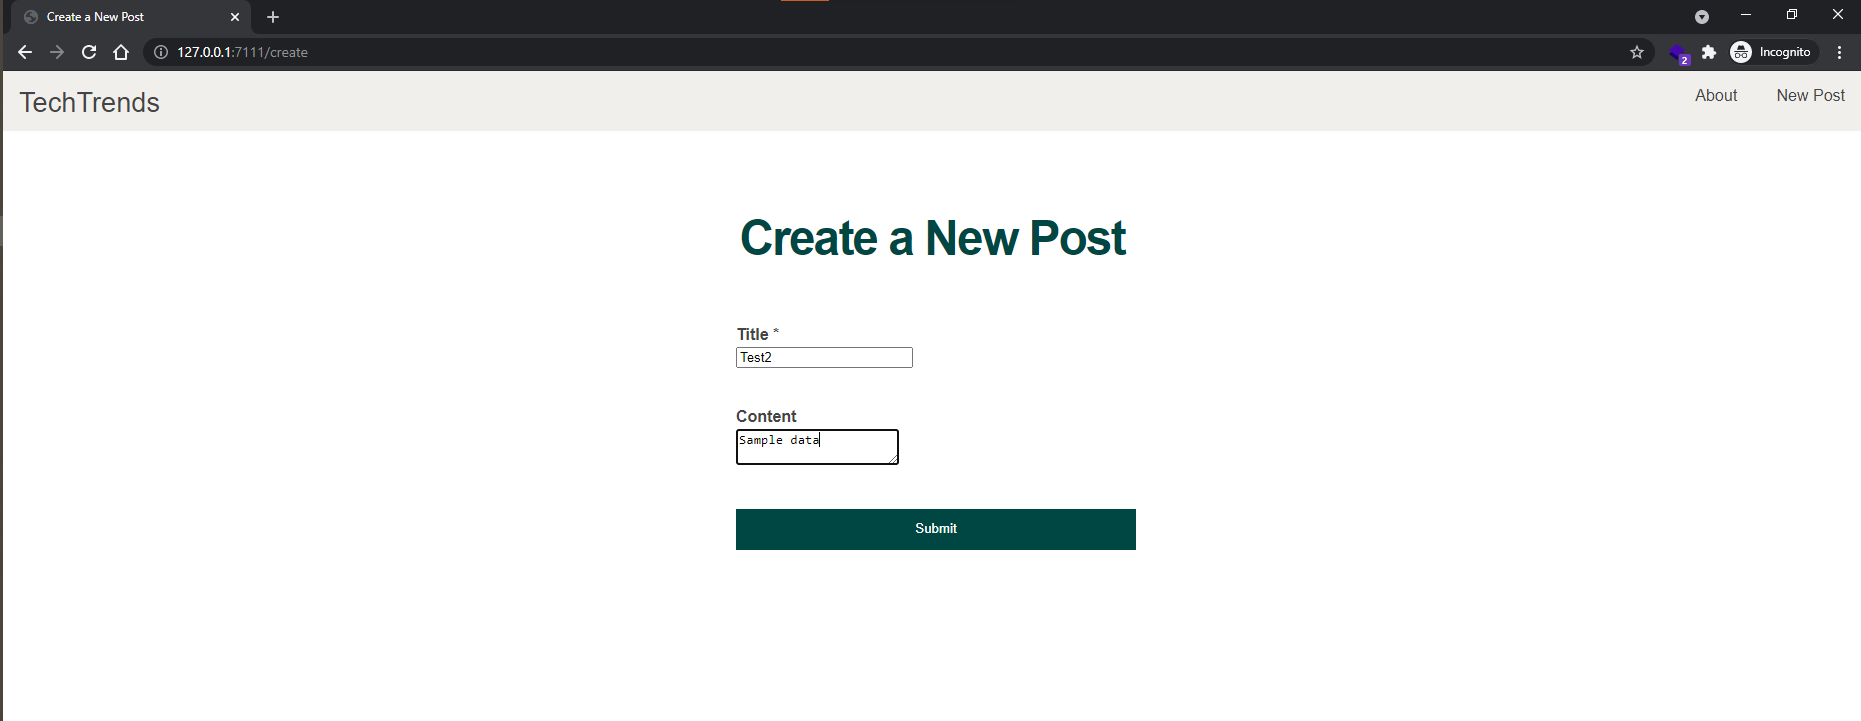 Create a New Post
127.0.0.1:7111/create
2
Incognito
TechTrends
About
New Post
Create a New Post
Title *
Test2
Content
Sample data
Submit